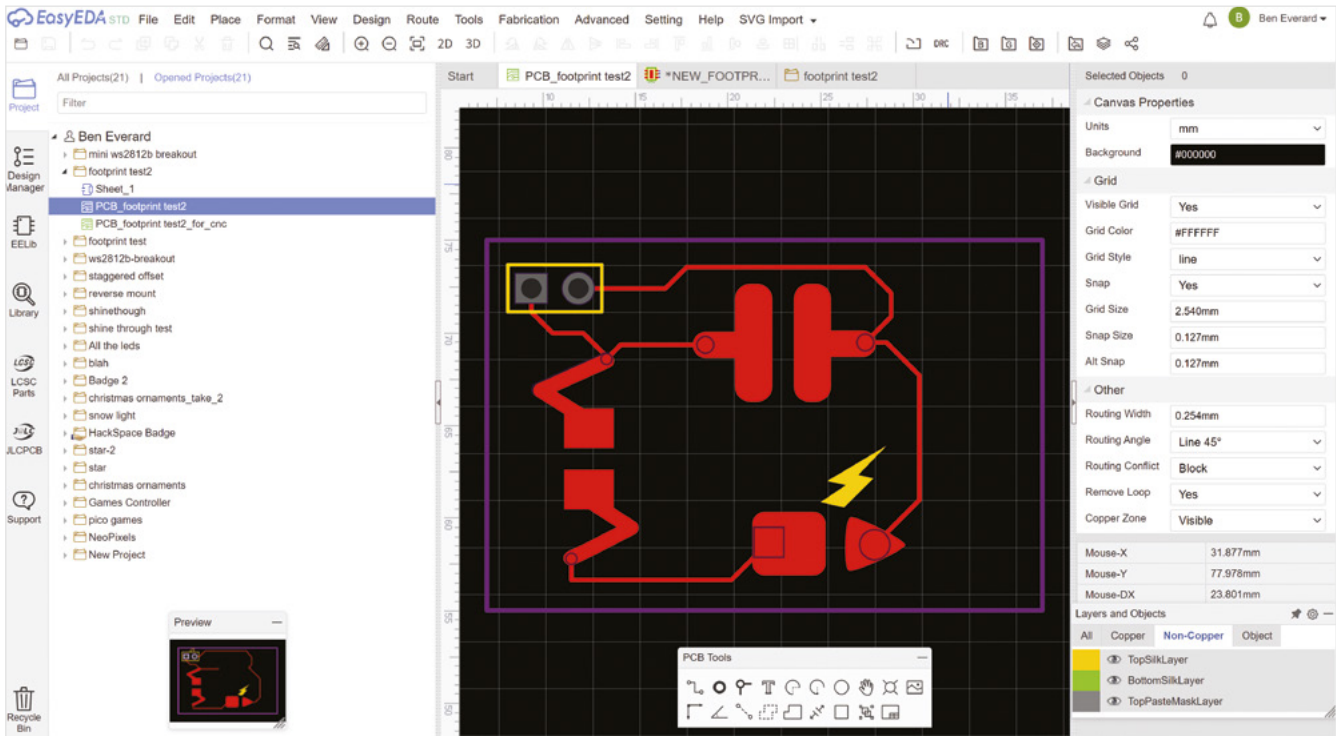 EasyEDA STD File Edit Place Format View Design Route Tools Fabrication Advanced Setting Help SVG Import B Ben Everard
2D 3D DRC
All Projects(21) | Opened Projects(21)
Filter
Project
Design
Manager
EELib
Library
LCSC
LCSC
Parts
JLCPCB
Support
Recycle
Bin
Ben Everard
mini ws2812b breakout
footprint test2
Sheet_1
PCB_footprint test2
PCB_footprint test2_for_cnc
footprint test
ws2812b-breakout
staggered offset
reverse mount
shinethough
shine through test
All the leds
blah
Badge 2
christmas ornaments_take_2
snow light
HackSpace Badge
star-2
star
christmas ornaments
Games Controller
pico games
NeoPixels
New Project
Preview
Start PCB_footprint test2 *NEW_FOOTPR... footprint test2
10 15 20 25 30 35
80
75
70
65
60
55
50
PCB Tools
Selected Objects 0
Canvas Properties
Units mm
Background #000000
Grid
Visible Grid Yes
Grid Color #FFFFFF
Grid Style line
Snap Yes
Grid Size 2.540mm
Snap Size 0.127mm
Alt Snap 0.127mm
Other
Routing Width 0.254mm
Routing Angle Line 45°
Routing Conflict Block
Remove Loop Yes
Copper Zone Visible
Mouse-X 31.877mm
Mouse-Y 77.978mm
Mouse-DX 23.801mm
Layers and Objects
All Copper Non-Copper Object
TopSilkLayer
BottomSilkLayer
TopPasteMaskLayer